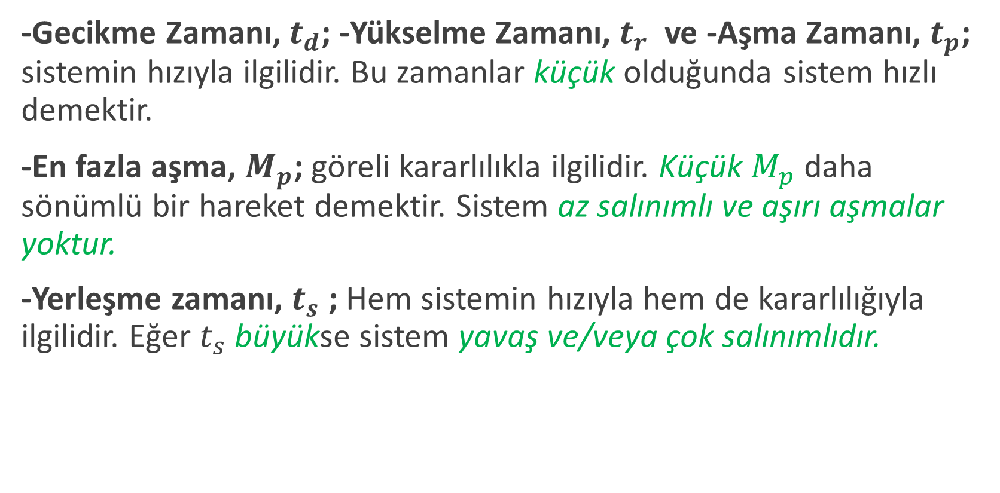 -Gecikme Zamanı, t_d; -Yükselme Zamanı, t_r ve -Aşma Zamanı, t_p;
sistemin hızıyla ilgilidir. Bu zamanlar küçük olduğunda sistem hızlı
demektir.
-En fazla aşma, M_p; göreli kararlılıkla ilgilidir. Küçük M_p daha
sönümlü bir hareket demektir. Sistem az salınımlı ve aşırı aşmalar
yoktur.
-Yerleşme zamanı, t_s ; Hem sistemin hızıyla hem de kararlılığıyla
ilgilidir. Eğer t_s büyükse sistem yavaş ve/veya çok salınımlıdır.